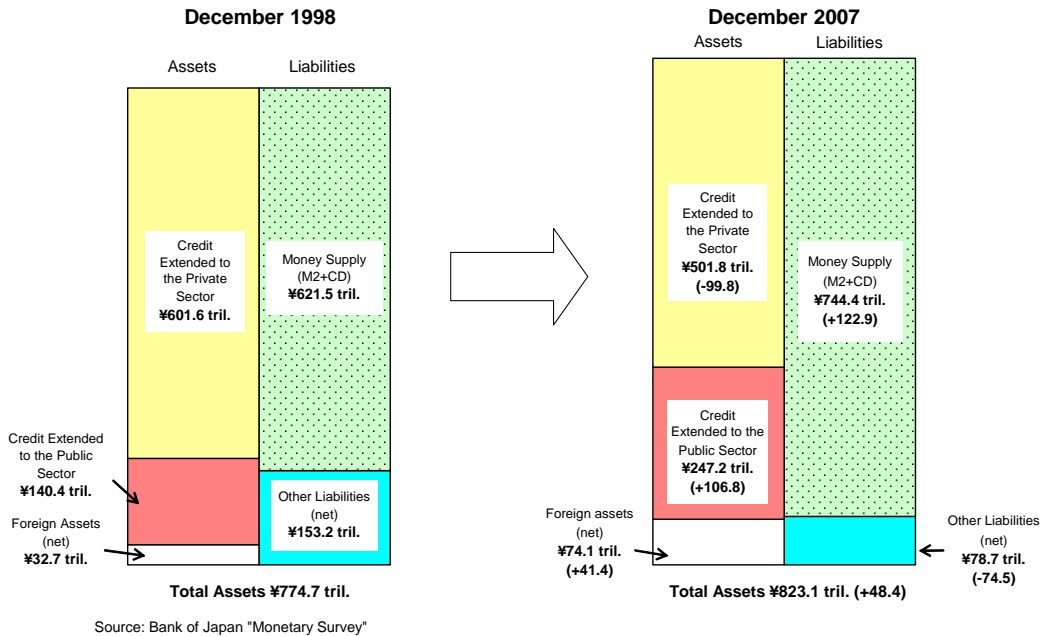 December 1998
Assets
Liabilities
Credit
Extended to
the Private
Sector
¥601.6 tril.
Money Supply
(M2+CD)
¥621.5 tril.
Credit Extended
to the Public
Sector
¥140.4 tril.
Foreign Assets
(net)
¥32.7 tril.
Other Liabilities
(net)
¥153.2 tril.
Total Assets ¥774.7 tril.
December 2007
Assets
Liabilities
Credit
Extended to
the Private
Sector
¥501.8 tril.
(-99.8)
Money Supply
(M2+CD)
¥744.4 tril.
(+122.9)
Credit
Extended to the
Public Sector
¥247.2 tril.
(+106.8)
Foreign assets
(net)
¥74.1 tril.
(+41.4)
Other Liabilities
(net)
¥78.7 tril.
(-74.5)
Total Assets ¥823.1 tril. (+48.4)
Source: Bank of Japan "Monetary Survey"